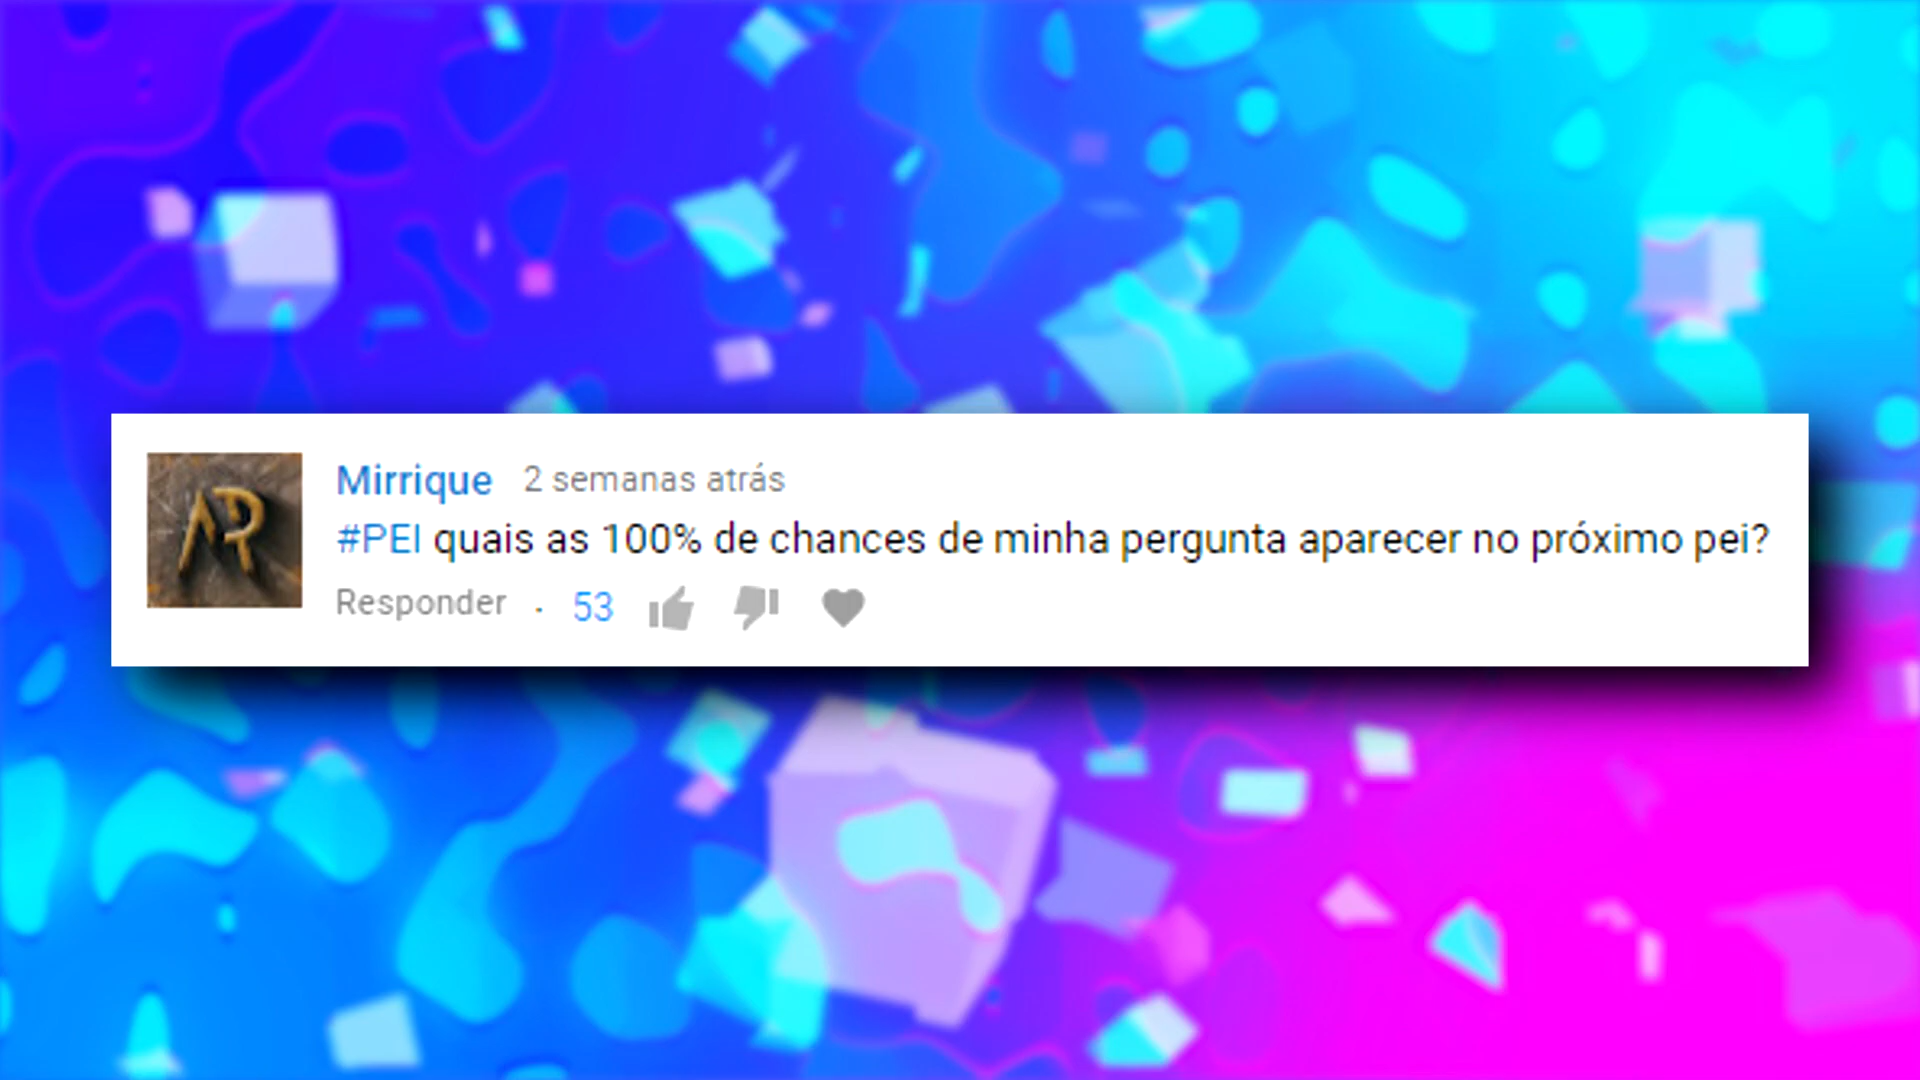 AR
Mirrique 2 semanas atrás
#PEI quais as 100% de chances de minha pergunta aparecer no próximo pei?
Responder . 53